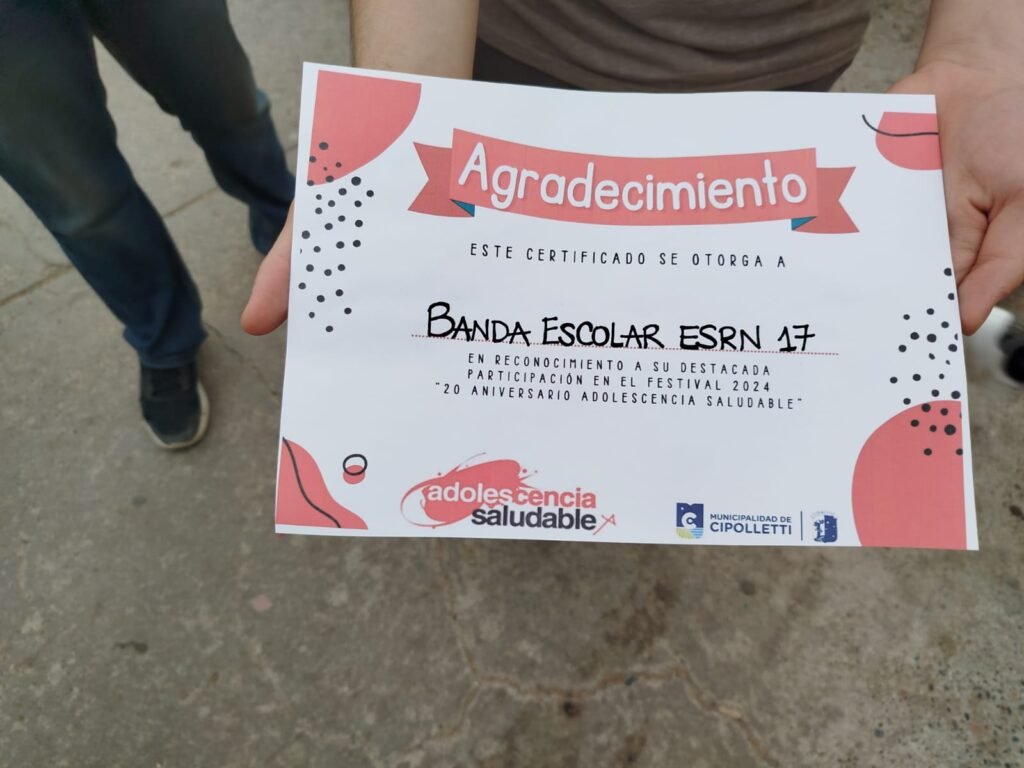 Agradecimiento
ESTE CERTIFICADO SE OTORGA A
BANDA ESCOLAR ESRN 17
EN RECONOCIMIENTO A SU DESTACADA
PARTICIPACIÓN EN EL FESTIVAL 2024
"20 ANIVERSARIO ADOLESCENCIA SALUDABLE"
adolescencia
saludable
MUNICIPALIDAD DE
CIPOLLETTI